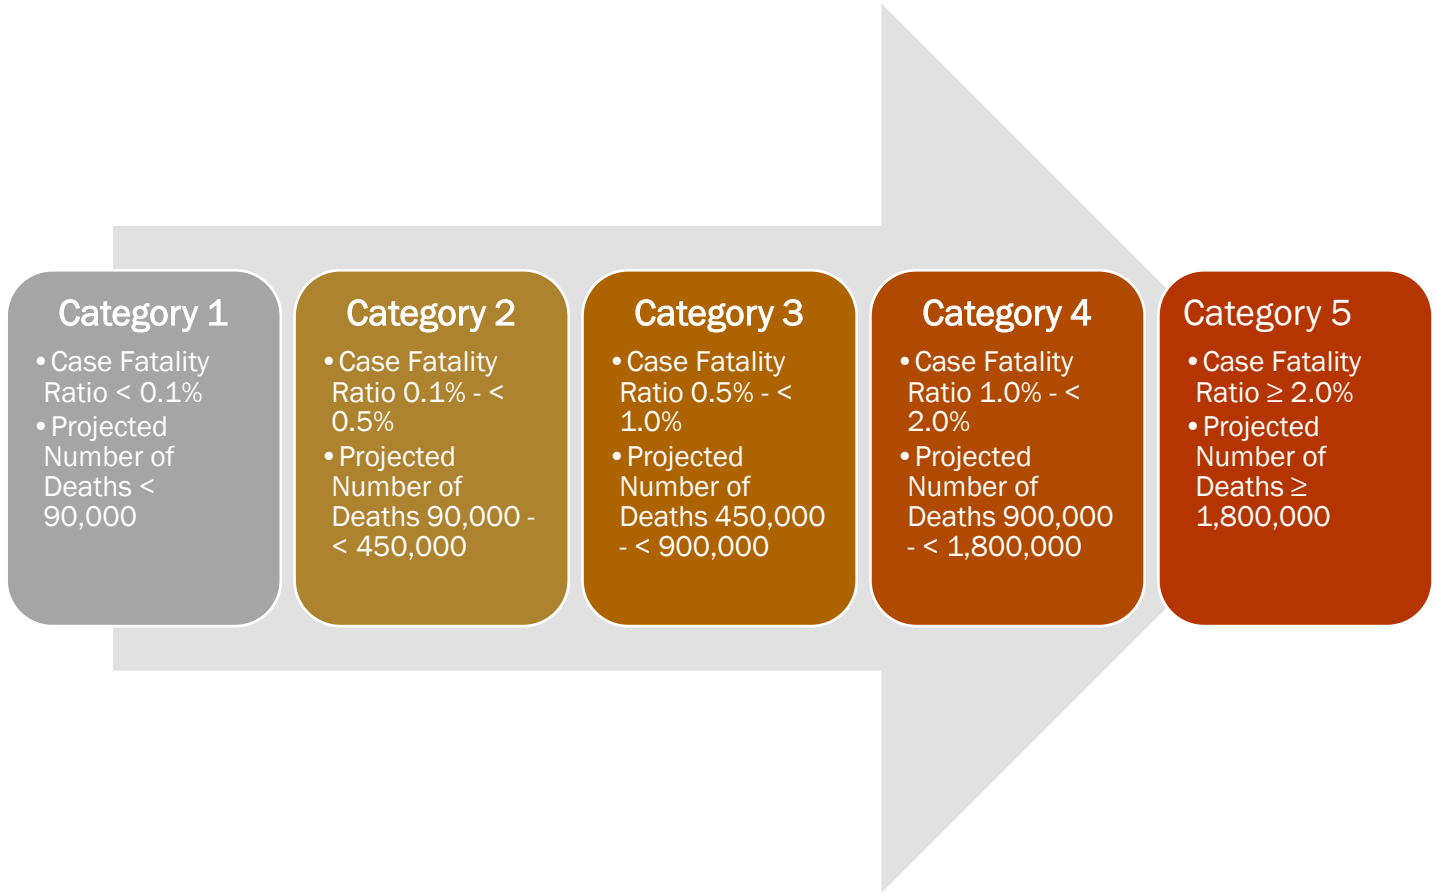 Category 1
• Case Fatality
Ratio < 0.1%
• Projected
Number of
Deaths <
90,000
Category 2
• Case Fatality
Ratio 0.1% - <
0.5%
• Projected
Number of
Deaths 90,000 -
< 450,000
Category 3
• Case Fatality
Ratio 0.5% - <
1.0%
• Projected
Number of
Deaths 450,000
- < 900,000
Category 4
• Case Fatality
Ratio 1.0% - <
2.0%
• Projected
Number of
Deaths 900,000
- < 1,800,000
Category 5
• Case Fatality
Ratio ≥ 2.0%
• Projected
Number of
Deaths ≥
1,800,000